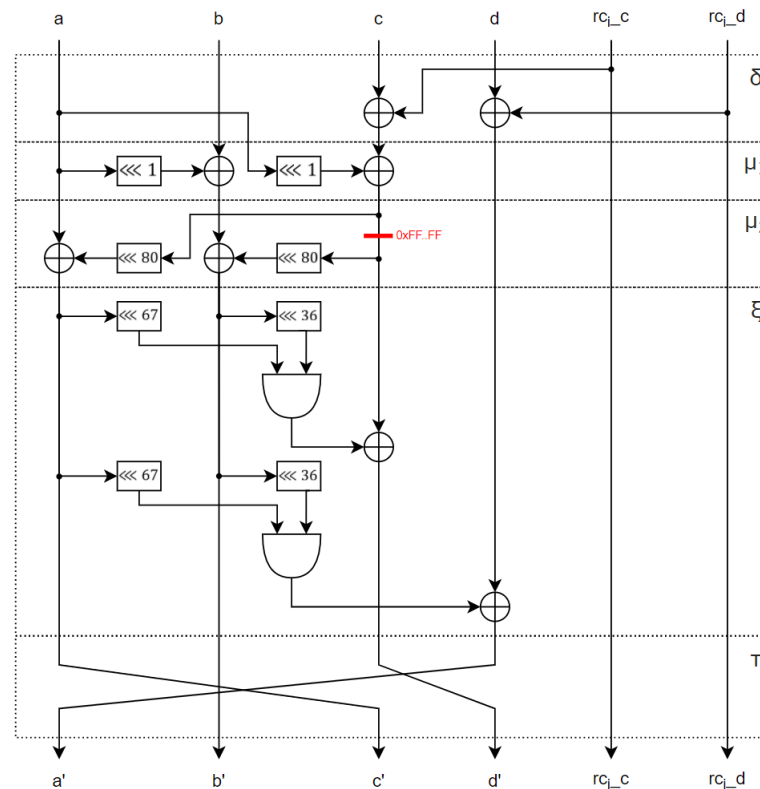 a b c d rcᵢ_c rcᵢ_d
δ
<<< 1 <<< 1 μ
0xFF..FF μ
<<< 80 <<< 80
<<< 67 <<< 36 ξ
<<< 67 <<< 36
a' b' c' d' rcᵢ_c rcᵢ_d